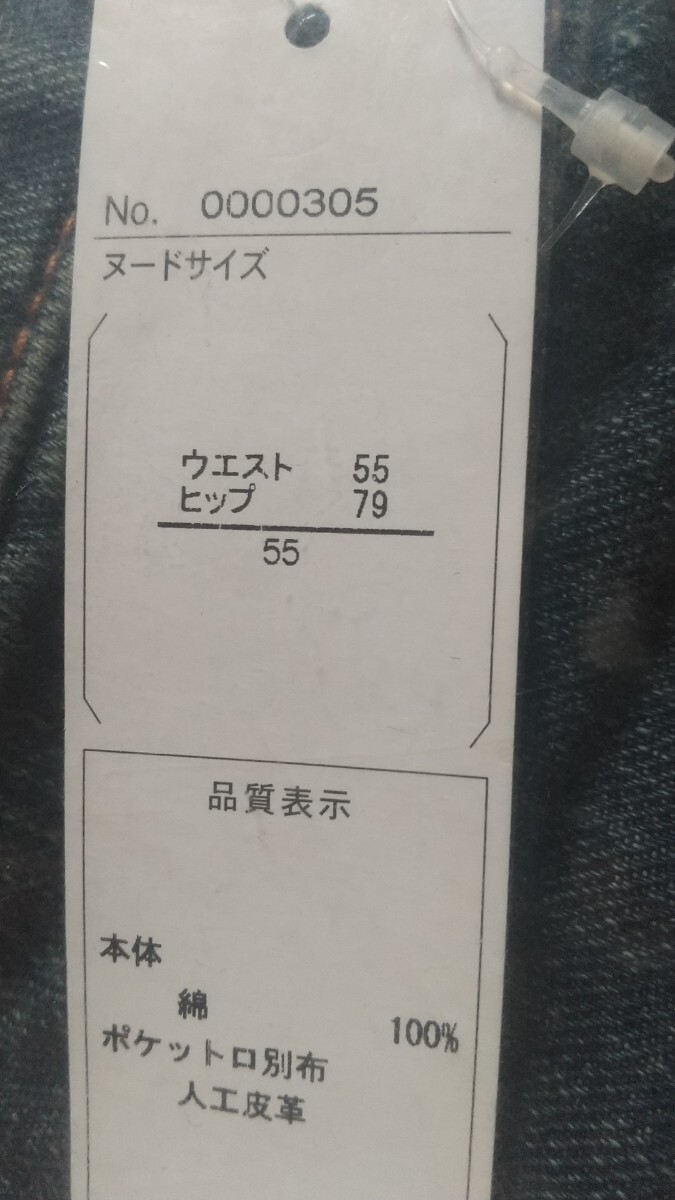 No. 0000305
ヌードサイズ
ウエスト 55
ヒップ 79
55
品質表示
本体
綿 100%
ポケット口別布
人工皮革